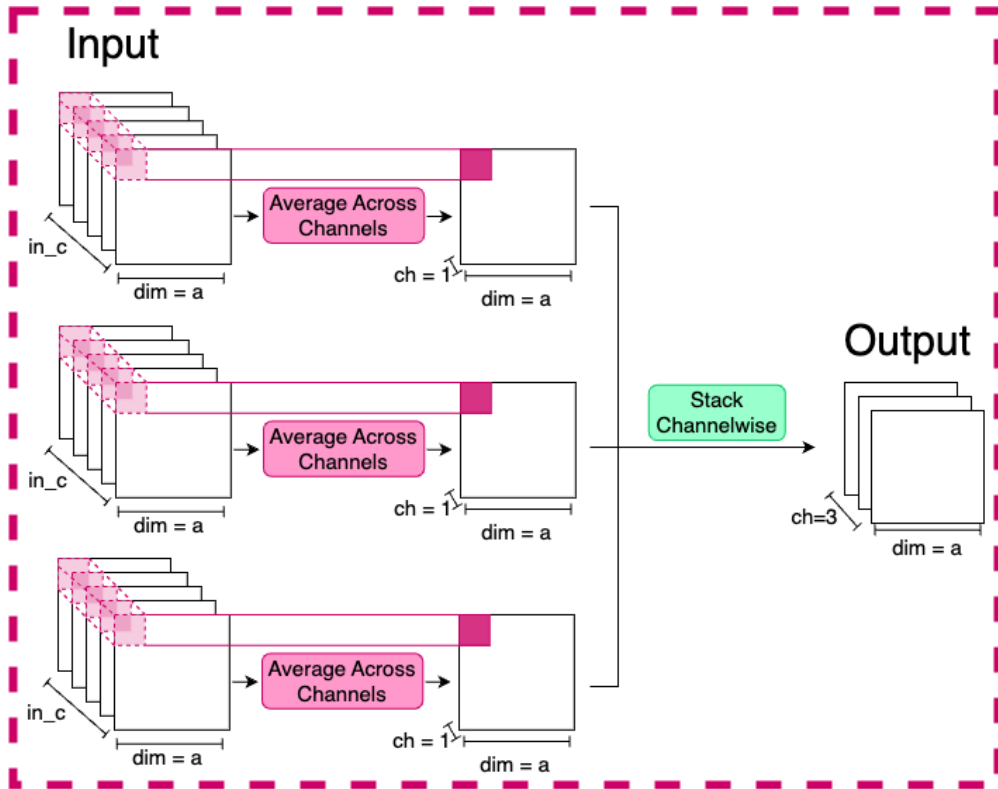 Input
Average Across
Channels
in_c
dim = a
ch = 1
dim = a
Average Across
Channels
in_c
dim = a
ch = 1
dim = a
Average Across
Channels
in_c
dim = a
ch = 1
dim = a
Stack
Channelwise
Output
ch=3
dim = a